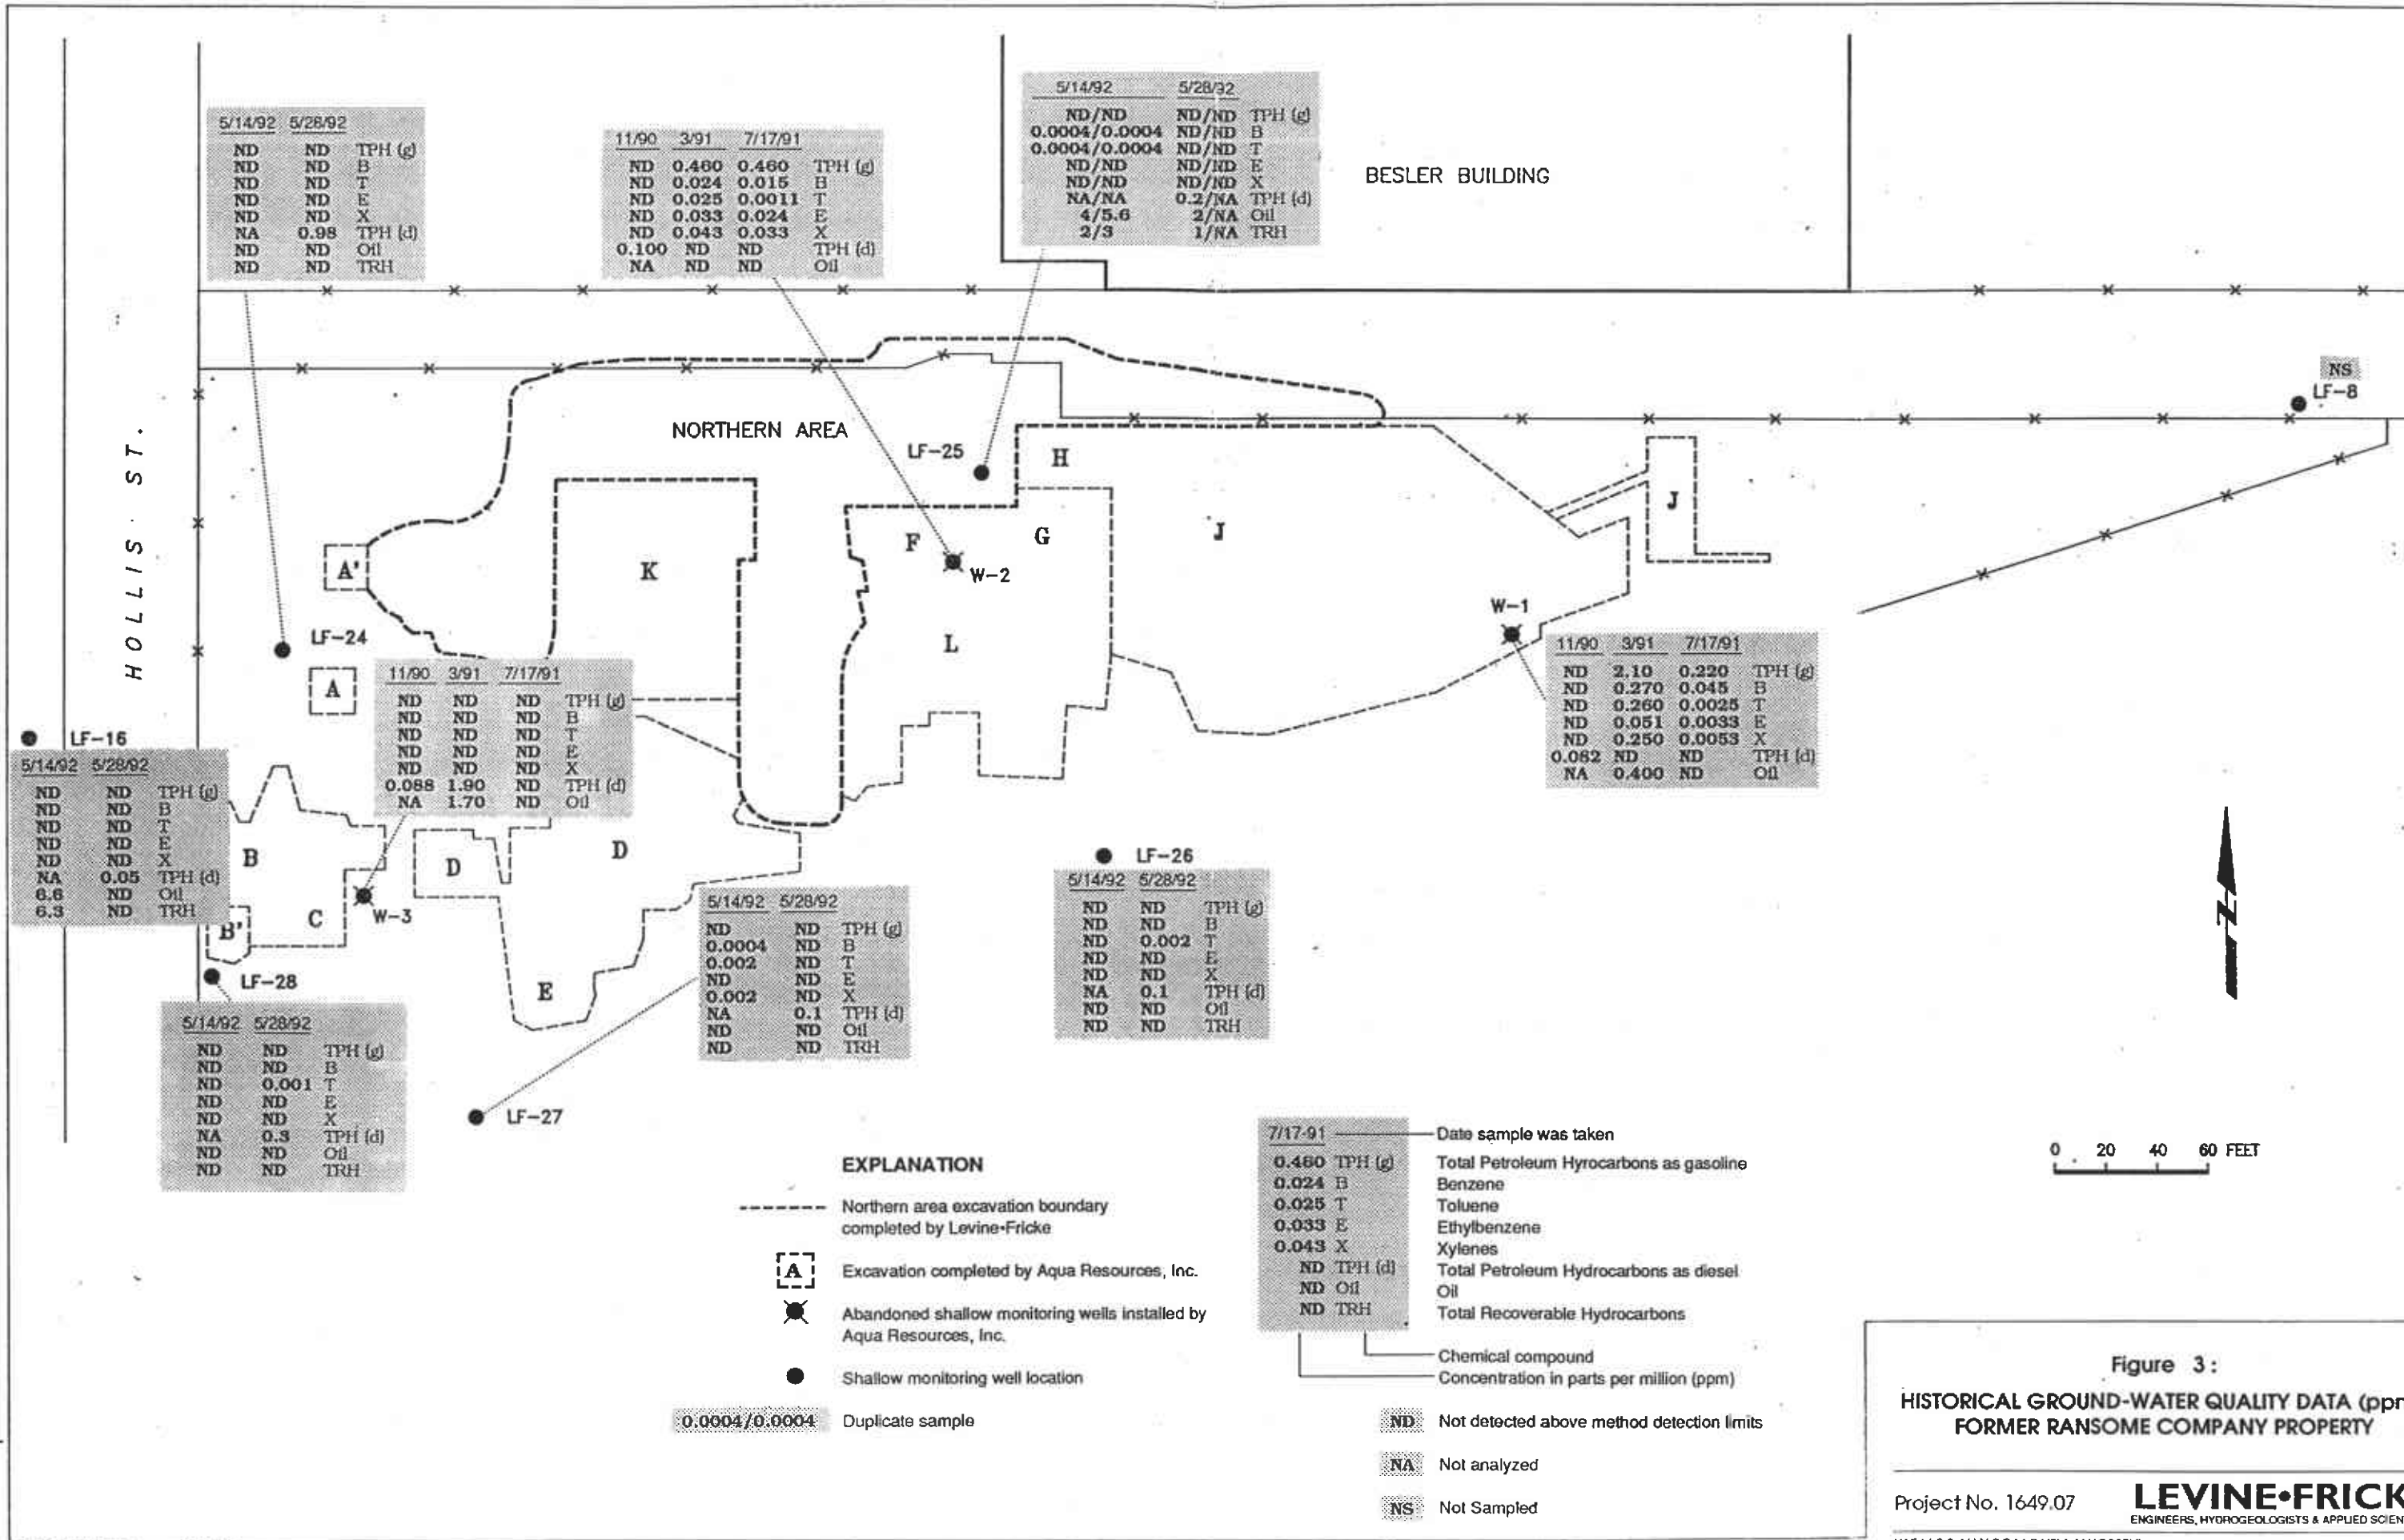 5/14/92 5/28/92
ND ND TPH (g)
ND ND B
ND ND T
ND ND E
ND ND X
NA 0.98 TPH (d)
ND ND Oil
ND ND TRH
11/90 3/91 7/17/91
ND 0.460 0.460 TPH (g)
ND 0.024 0.015 B
ND 0.025 0.0011 T
ND 0.033 0.024 E
ND 0.043 0.033 X
0.100 ND ND TPH (d)
NA ND ND Oil
5/14/92 5/28/92
ND/ND ND/ND TPH (g)
0.0004/0.0004 ND/ND B
0.0004/0.0004 ND/ND T
ND/ND ND/ND E
ND/ND ND/ND X
NA/NA 0.2/NA TPH (d)
4/5.6 2/NA Oil
2/3 1/NA TRH
BESLER BUILDING
NS
LF-8
NORTHERN AREA
LF-25
H
HOLLIS ST.
A'
K
F
G
J
J
W-2
L
W-1
LF-24
A
11/90 3/91 7/17/91
ND 2.10 0.220 TPH (g)
ND 0.270 0.045 B
ND 0.260 0.0025 T
ND 0.051 0.0033 E
ND 0.250 0.0053 X
0.082 ND ND TPH (d)
NA 0.400 ND Oil
11/90 3/91 7/17/91
ND ND ND TPH (g)
ND ND ND B
ND ND ND T
ND ND ND E
ND ND ND X
0.088 1.90 ND TPH (d)
NA 1.70 ND Oil
LF-16
5/14/92 5/28/92
ND ND TPH (g)
ND ND B
ND ND T
ND ND E
ND ND X
NA 0.05 TPH (d)
6.6 ND Oil
6.3 ND TRH
B
D
D
C
W-3
B'
E
LF-26
5/14/92 5/28/92
ND ND TPH (g)
ND ND B
ND 0.002 T
ND ND E
ND ND X
NA 0.1 TPH (d)
ND ND Oil
ND ND TRH
5/14/92 5/28/92
ND ND TPH (g)
0.0004 ND B
0.002 ND T
ND ND E
0.002 ND X
NA 0.1 TPH (d)
ND ND Oil
ND ND TRH
N
LF-28
5/14/92 5/28/92
ND ND TPH (g)
ND ND B
ND 0.001 T
ND ND E
ND ND X
NA 0.3 TPH (d)
ND ND Oil
ND ND TRH
LF-27
0 20 40 60 FEET
EXPLANATION
Northern area excavation boundary
completed by Levine•Fricke
A Excavation completed by Aqua Resources, Inc.
Abandoned shallow monitoring wells installed by
Aqua Resources, Inc.
Shallow monitoring well location
0.0004/0.0004 Duplicate sample
7/17-91 Date sample was taken
0.460 TPH (g) Total Petroleum Hyrocarbons as gasoline
0.024 B Benzene
0.025 T Toluene
0.033 E Ethylbenzene
0.043 X Xylenes
ND TPH (d) Total Petroleum Hydrocarbons as diesel
ND Oil Oil
ND TRH Total Recoverable Hydrocarbons
Chemical compound
Concentration in parts per million (ppm)
ND Not detected above method detection limits
NA Not analyzed
NS Not Sampled
Figure 3:
HISTORICAL GROUND-WATER QUALITY DATA (ppm
FORMER RANSOME COMPANY PROPERTY
Project No. 1649.07
LEVINE•FRICK
ENGINEERS, HYDROGEOLOGISTS & APPLIED SCIEN